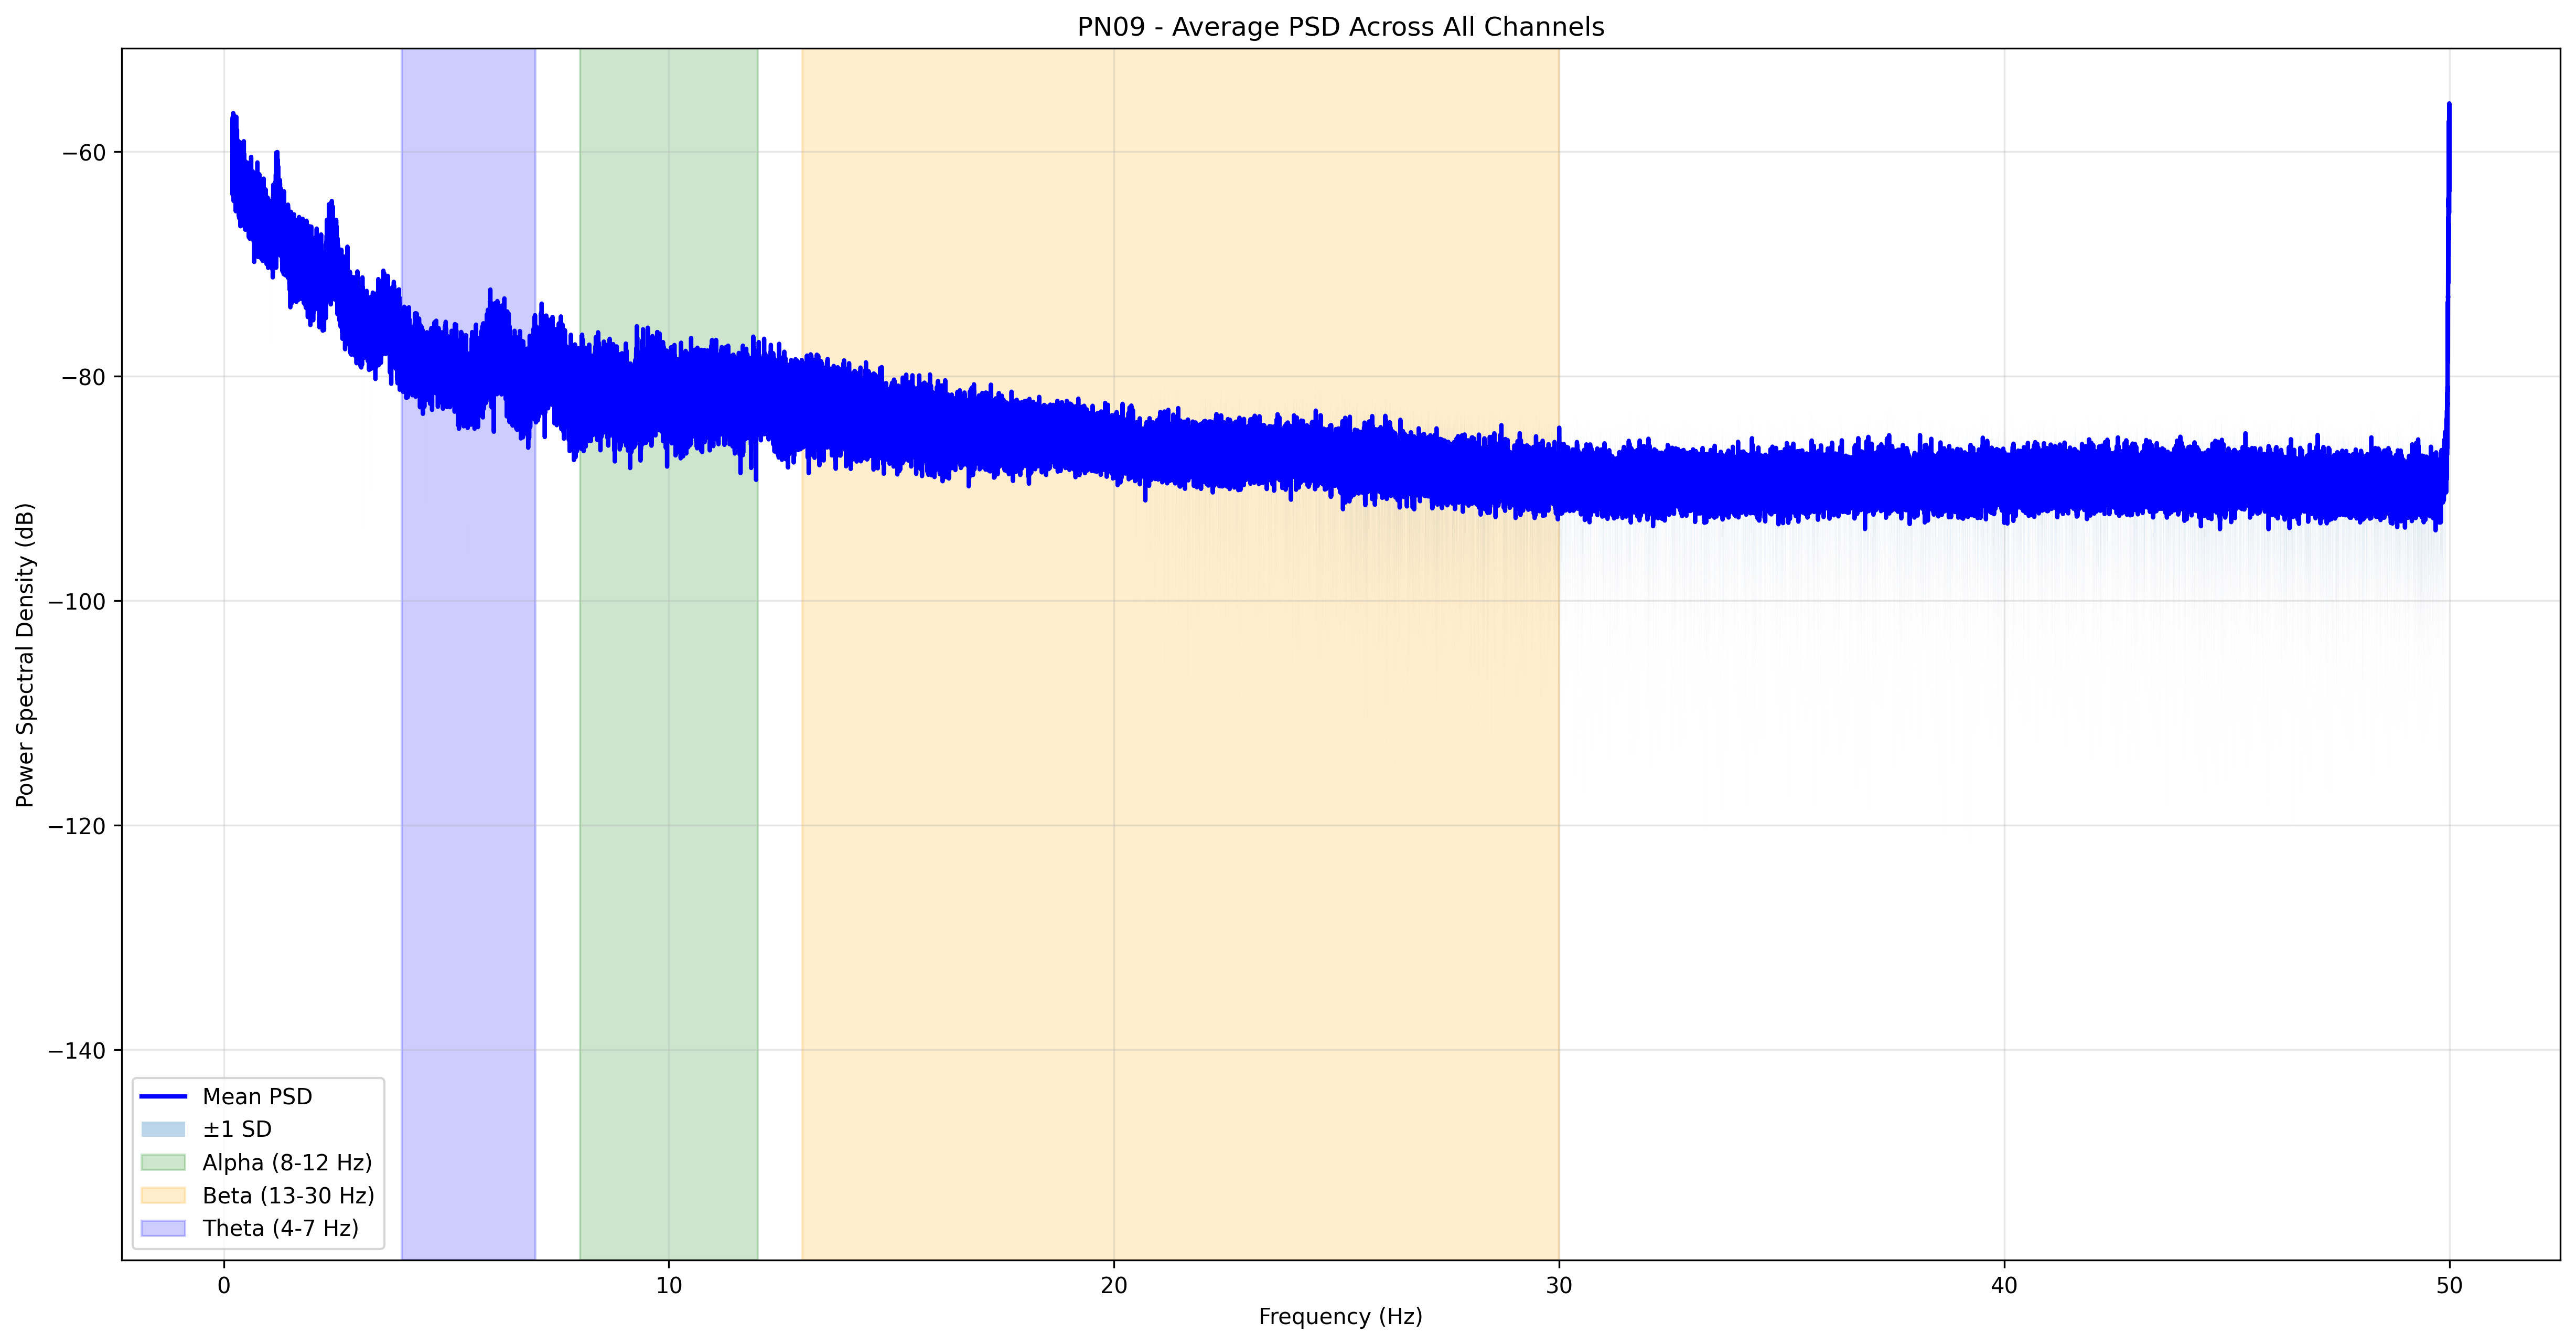 PN09 - Average PSD Across All Channels
Power Spectral Density (dB)
−60
−80
−100
−120
−140
Mean PSD
±1 SD
Alpha (8-12 Hz)
Beta (13-30 Hz)
Theta (4-7 Hz)
0 10 20 30 40 50
Frequency (Hz)